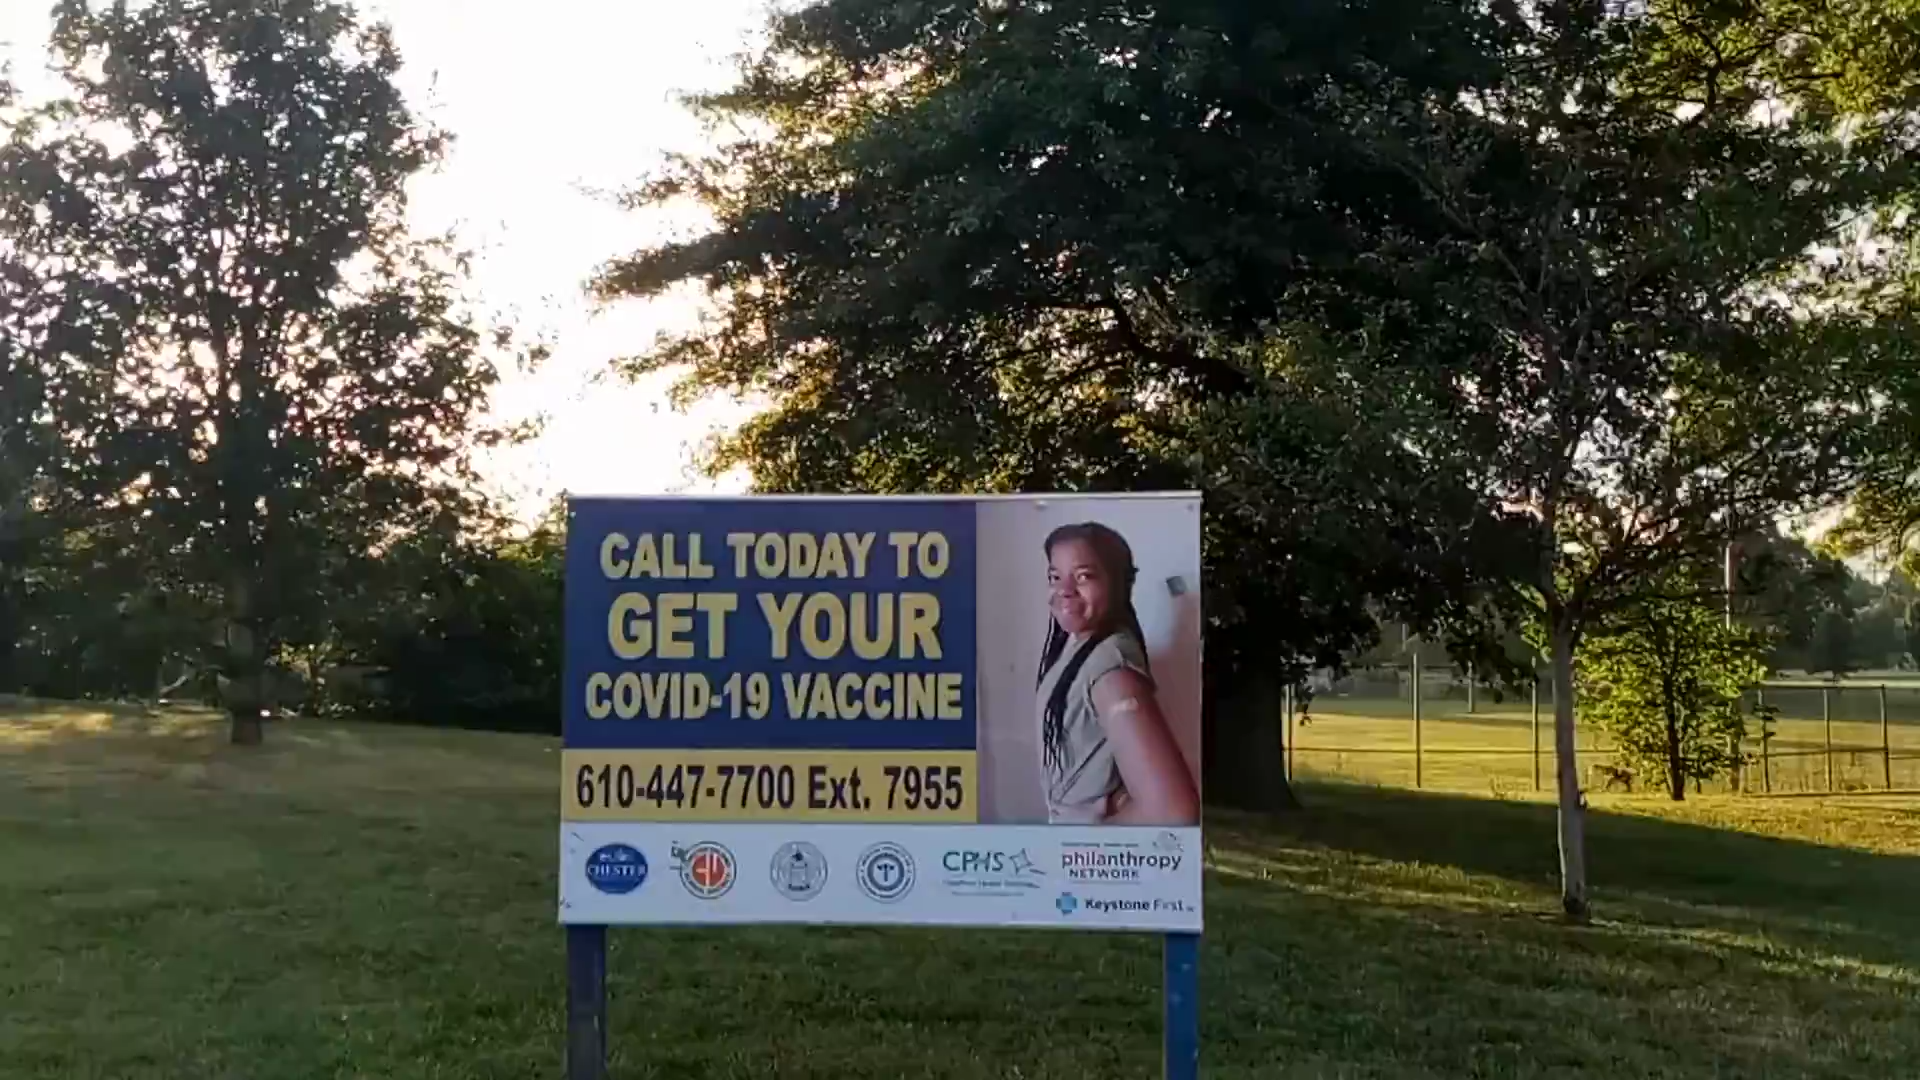 CALL TODAY TO
GET YOUR
COVID-19 VACCINE
610-447-7700 Ext. 7955
CHESTER
CPHS
philanthropy
NETWORK
Keystone First